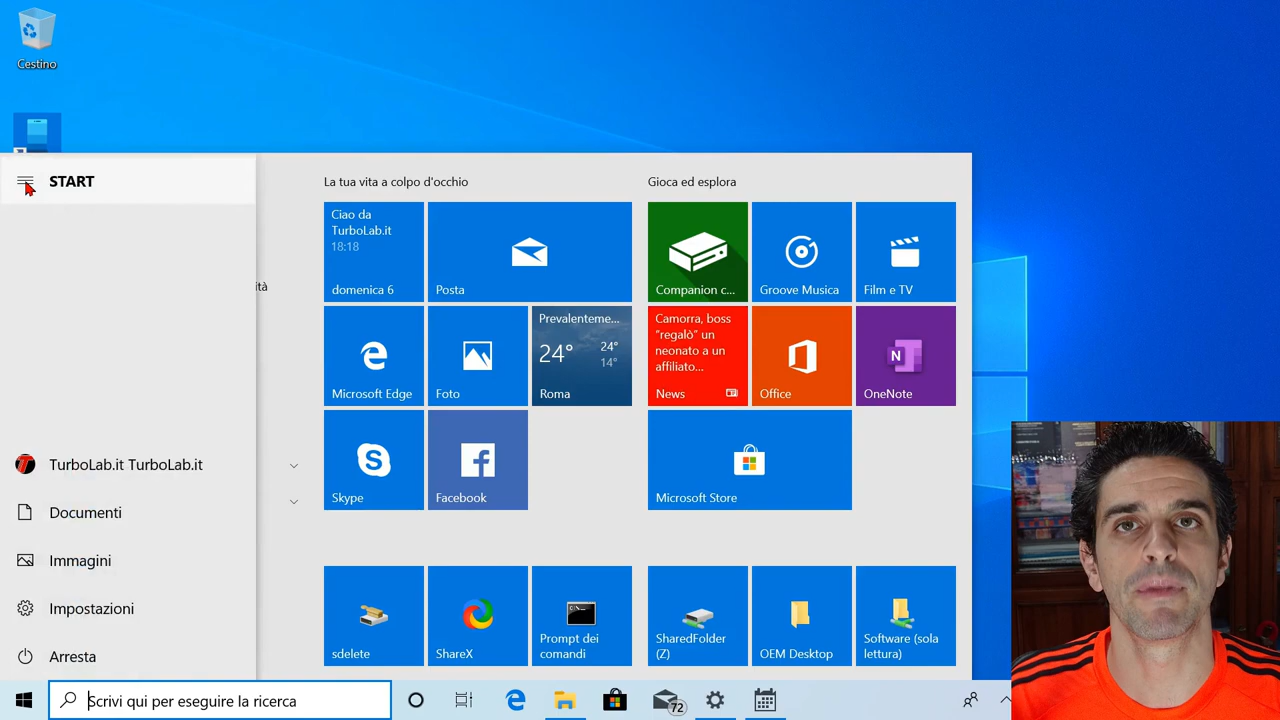 Cestino
START
ità
TurboLab.it TurboLab.it
Documenti
Immagini
Impostazioni
Arresta
La tua vita a colpo d'occhio
Ciao da
TurboLab.it
18:18
domenica 6
Posta
Microsoft Edge
Foto
Prevalenteme...
24°
24°
14°
Roma
Skype
Facebook
Gioca ed esplora
Companion c...
Groove Musica
Film e TV
Camorra, boss
"regalò" un
neonato a un
affiliato...
News
Office
OneNote
Microsoft Store
sdelete
ShareX
Prompt dei
comandi
SharedFolder
(Z)
OEM Desktop
Software (sola
lettura)
Scrivi qui per eseguire la ricerca
72